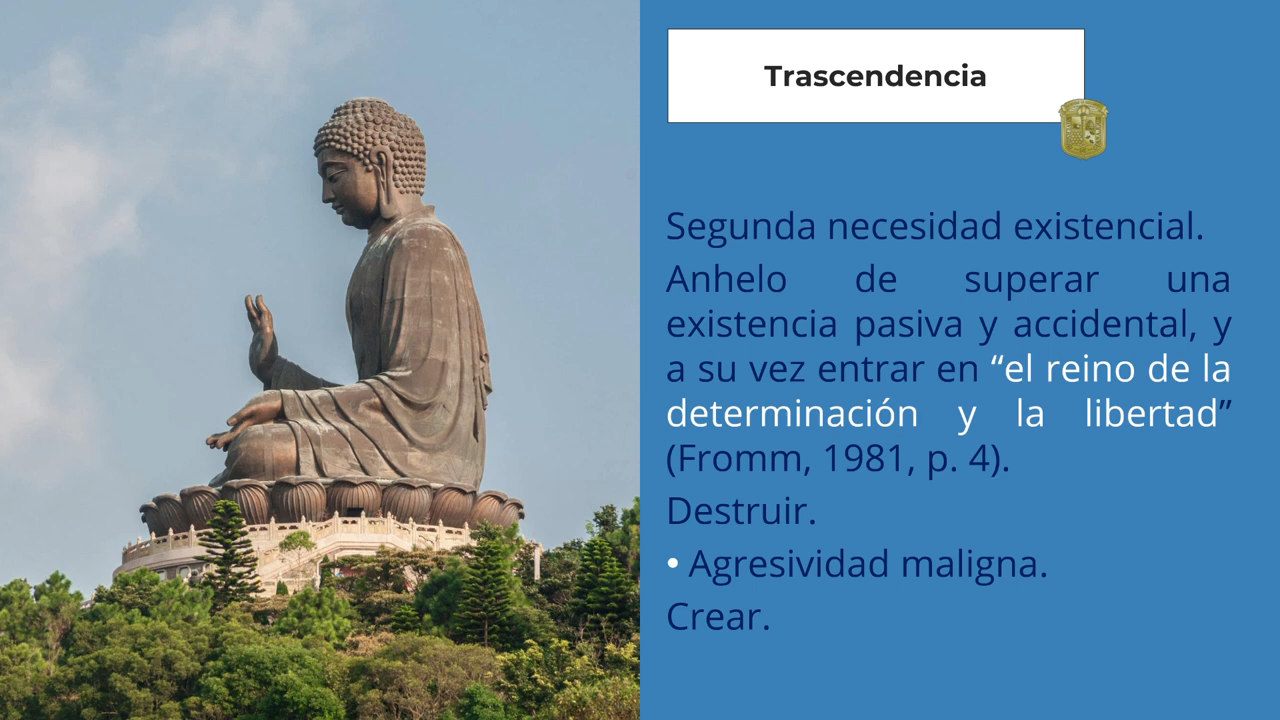 Trascendencia
Segunda necesidad existencial.
Anhelo de superar una
existencia pasiva y accidental, y
a su vez entrar en “el reino de la
determinación y la libertad”
(Fromm, 1981, p. 4).
Destruir.
• Agresividad maligna.
Crear.